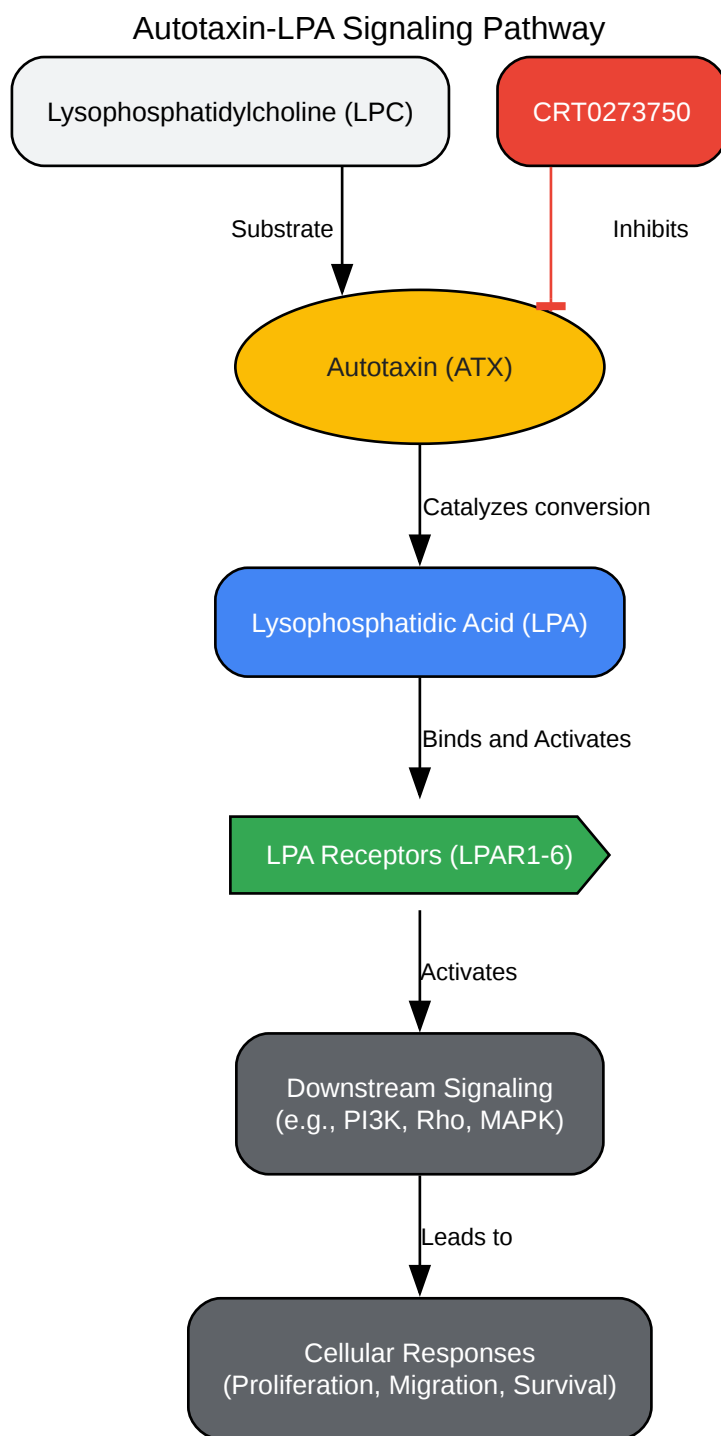 Autotaxin-LPA Signaling Pathway
Lysophosphatidylcholine (LPC)
CRT0273750
Substrate
Inhibits
Autotaxin (ATX)
Catalyzes conversion
Lysophosphatidic Acid (LPA)
Binds and Activates
LPA Receptors (LPAR1-6)
Activates
Downstream Signaling
(e.g., PI3K, Rho, MAPK)
Leads to
Cellular Responses
(Proliferation, Migration, Survival)